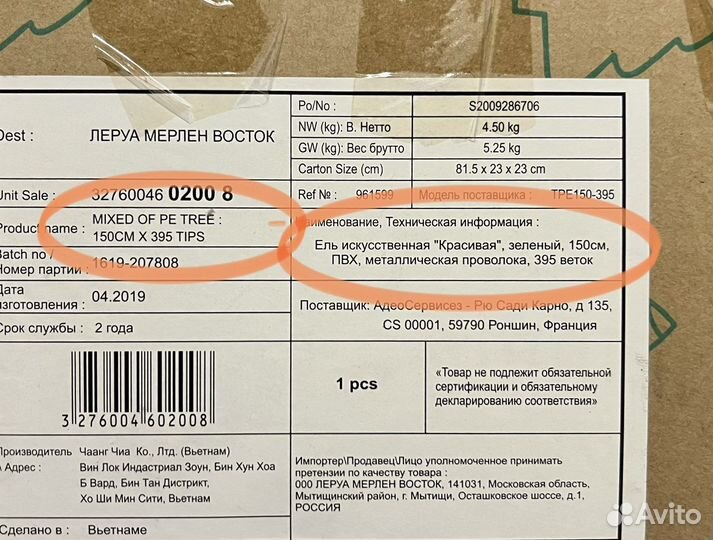 Dest : ЛЕРУА МЕРЛЕН ВОСТОК
Po/No : S2009286706
NW (kg): В. Нетто 4.50 kg
GW (kg): Вес брутто 5.25 kg
Carton Size (cm) 81.5 x 23 x 23 cm
Unit Sale : 32760046 0200 8
Ref № : 961599 Модель поставщика : TPE150-395
Product name : MIXED OF PE TREE :
150CM X 395 TIPS
Наименование, Техническая информация :
Ель искусственная "Красивая", зеленый, 150см,
ПВХ, металлическая проволока, 395 веток
Batch no /
Номер партии : 1619-207808
Дата
изготовления : 04.2019
Срок службы : 2 года
Поставщик: АдеоСервисез - Рю Сади Карно, д 135,
CS 00001, 59790 Роншин, Франция
3 276004 602008
1 pcs
«Товар не подлежит обязательной
сертификации и обязательному
декларированию соответствия»
Производитель Чаанг Чиа Ко., Лтд. (Вьетнам)
Адрес : Вин Лок Индастриал Зоун, Бин Хун Хоа
Б Вард, Бин Тан Дистрикт,
Хо Ши Мин Сити, Вьетнам
Импортер\Продавец\Лицо уполномоченное принимать
претензии по качеству товара :
ООО ЛЕРУА МЕРЛЕН ВОСТОК, 141031, Московская область,
Мытищинский район, г. Мытищи, Осташковское шоссе, д.1,
РОССИЯ
Сделано в : Вьетнаме
Avito